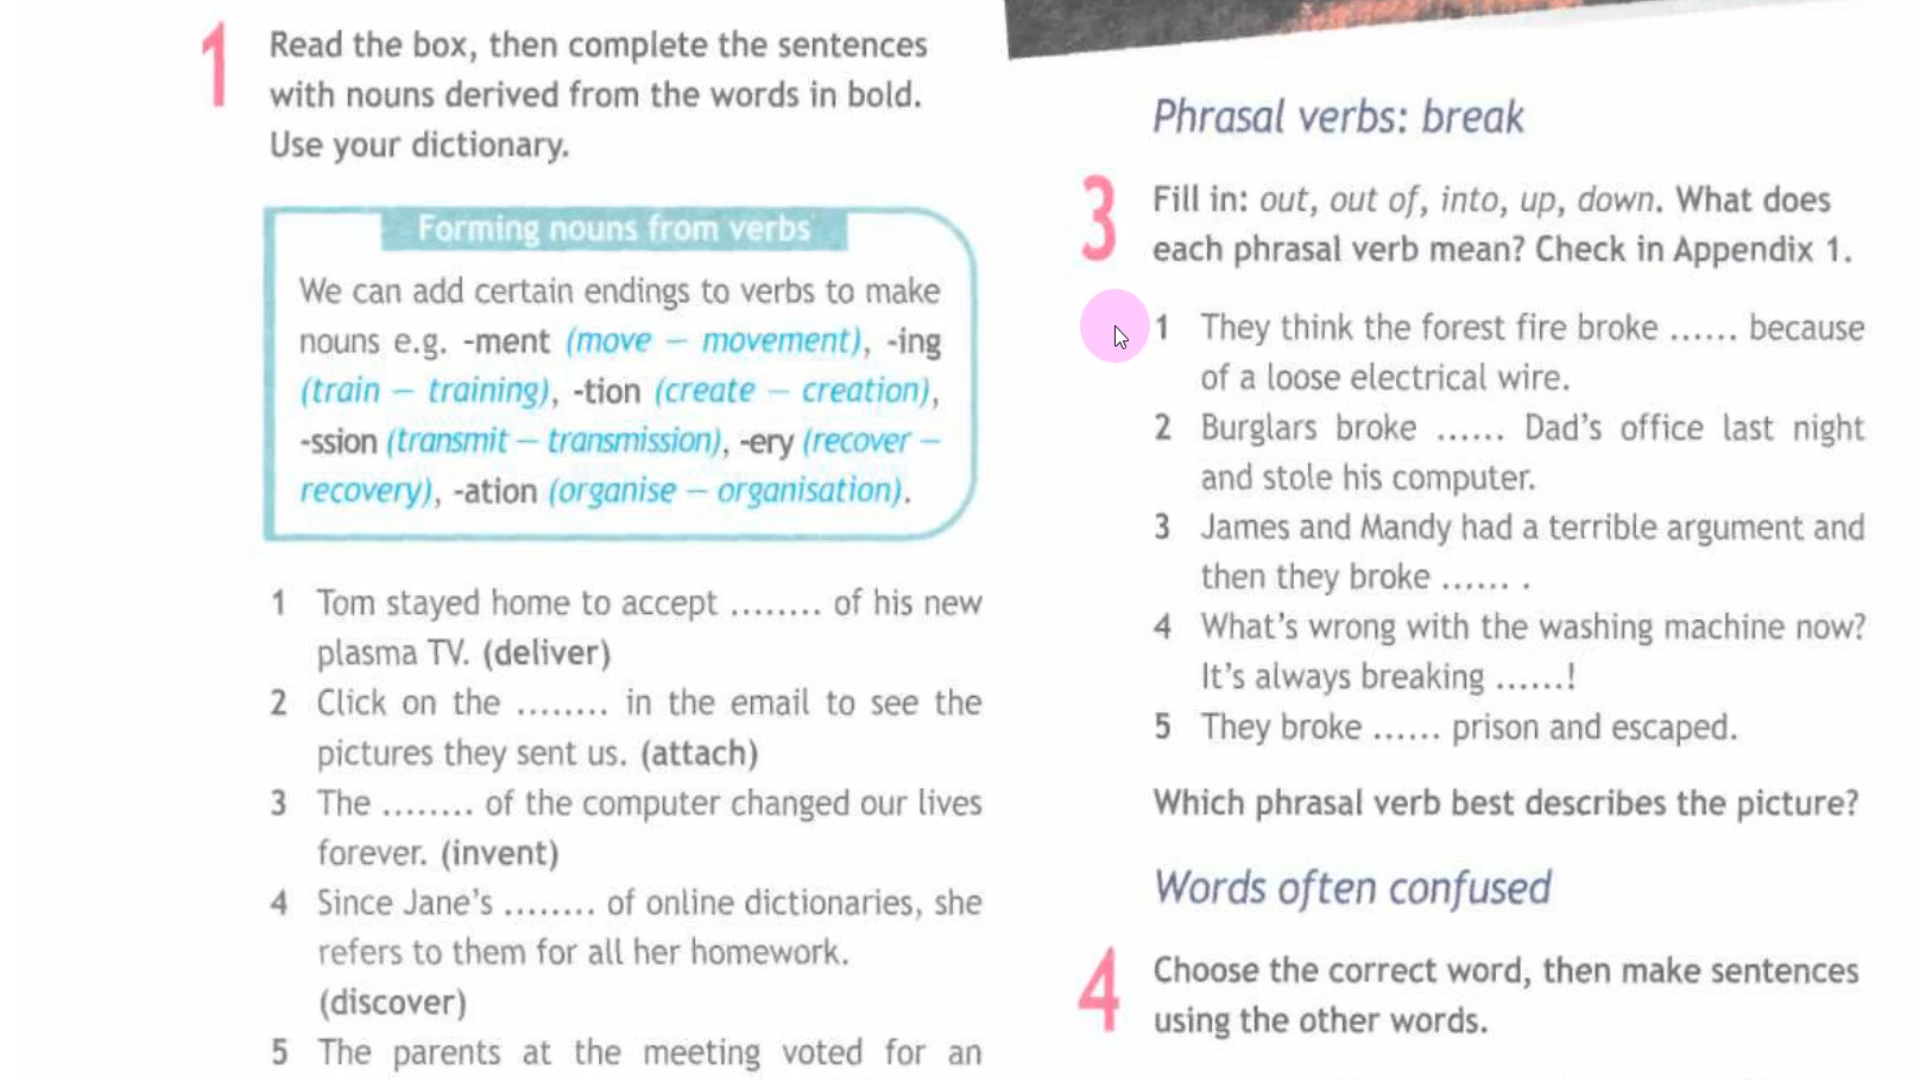 1 Read the box, then complete the sentences
with nouns derived from the words in bold.
Use your dictionary.
Forming nouns from verbs
We can add certain endings to verbs to make
nouns e.g. -ment (move – movement), -ing
(train – training), -tion (create – creation),
-ssion (transmit – transmission), -ery (recover –
recovery), -ation (organise – organisation).
1 Tom stayed home to accept ........ of his new
plasma TV. (deliver)
2 Click on the ........ in the email to see the
pictures they sent us. (attach)
3 The ........ of the computer changed our lives
forever. (invent)
4 Since Jane's ........ of online dictionaries, she
refers to them for all her homework.
(discover)
5 The parents at the meeting voted for an
Phrasal verbs: break
3 Fill in: out, out of, into, up, down. What does
each phrasal verb mean? Check in Appendix 1.
1 They think the forest fire broke ...... because
of a loose electrical wire.
2 Burglars broke ...... Dad's office last night
and stole his computer.
3 James and Mandy had a terrible argument and
then they broke ...... .
4 What's wrong with the washing machine now?
It's always breaking ......!
5 They broke ...... prison and escaped.
Which phrasal verb best describes the picture?
Words often confused
4 Choose the correct word, then make sentences
using the other words.